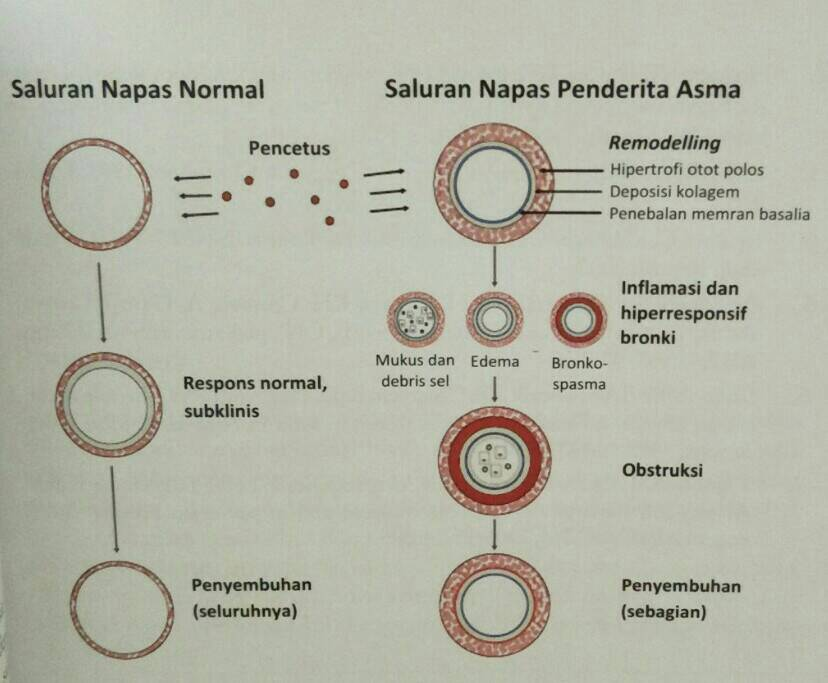 Saluran Napas Normal
Saluran Napas Penderita Asma
Pencetus
Remodelling
Hipertrofi otot polos
Deposisi kolagem
Penebalan memran basalia
Inflamasi dan
hiperresponsif
bronki
Mukus dan
debris sel
Edema
Bronko-
spasma
Respons normal,
subklinis
Obstruksi
Penyembuhan
(seluruhnya)
Penyembuhan
(sebagian)